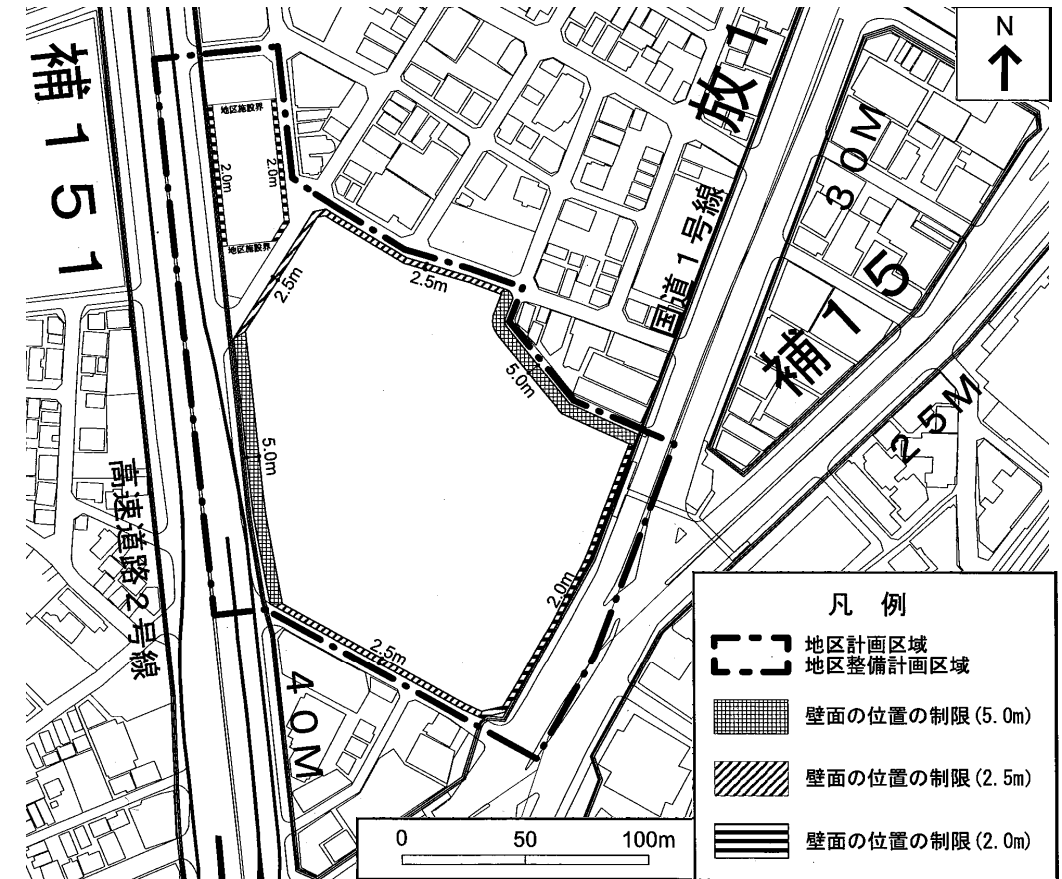 補151
放1
N
30M
地区施設界
2.0m
2.0m
国道1号線
補15
地区施設界
2.5m
2.5m
5.0m
25M
5.0m
高速道路2号線
2.0m
2.5m
40M
凡 例
地区計画区域
地区整備計画区域
壁面の位置の制限(5.0m)
壁面の位置の制限(2.5m)
壁面の位置の制限(2.0m)
0 50 100m